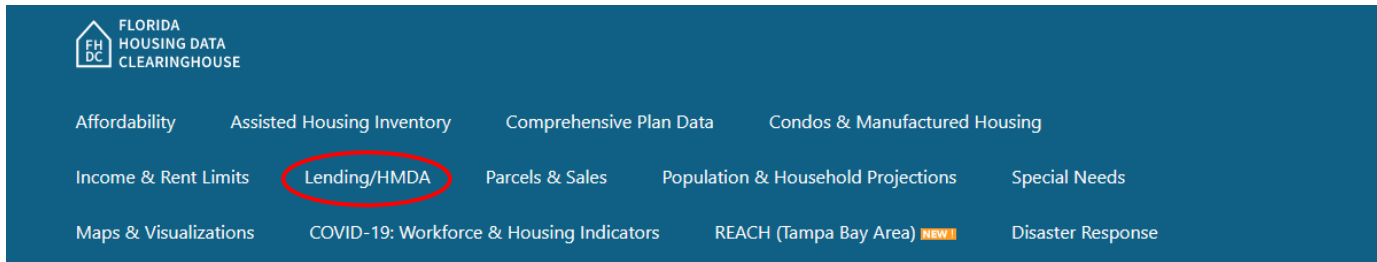 FLORIDA
HOUSING DATA
CLEARINGHOUSE
FH
DC
Affordability Assisted Housing Inventory Comprehensive Plan Data Condos & Manufactured Housing
Income & Rent Limits Lending/HMDA Parcels & Sales Population & Household Projections Special Needs
Maps & Visualizations COVID-19: Workforce & Housing Indicators REACH (Tampa Bay Area) NEW! Disaster Response